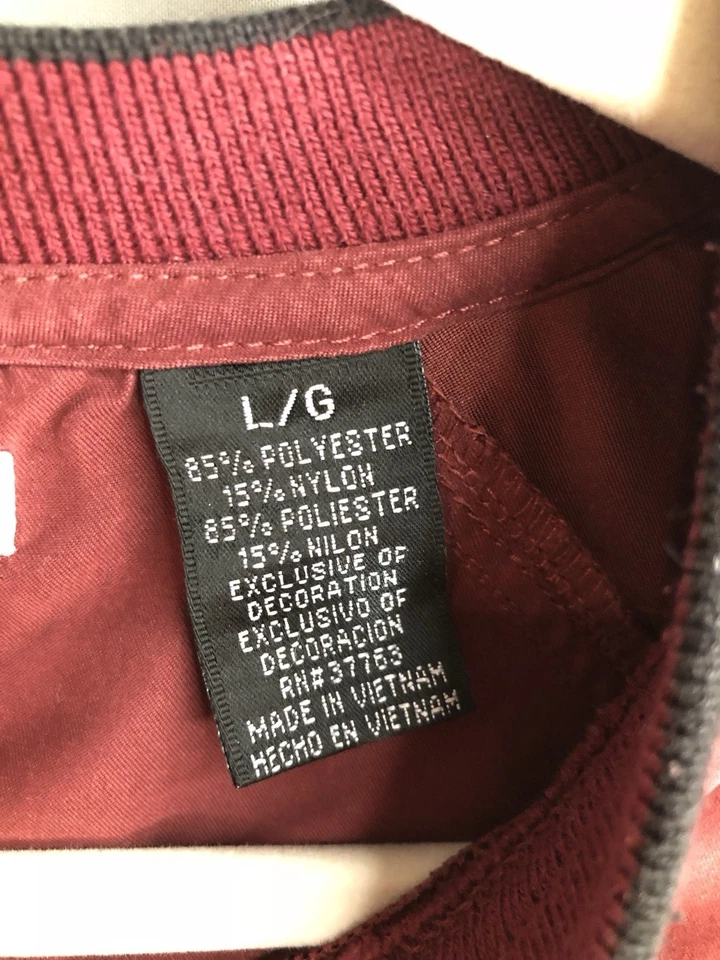 L/G
85% POLYESTER
15% NYLON
85% POLIESTER
15% NILON
EXCLUSIVE OF
DECORATION
EXCLUSIVO OF
DECORACION
RN#37763
MADE IN VIETNAM
HECHO EN VIETNAM